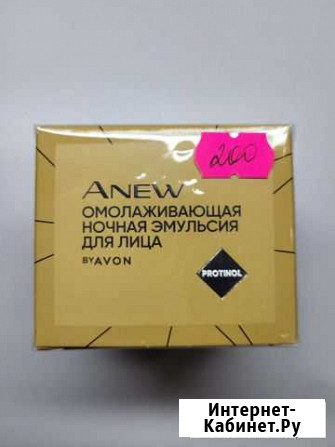 200
ANEW
ОМОЛАЖИВАЮЩАЯ
НОЧНАЯ ЭМУЛЬСИЯ
ДЛЯ ЛИЦА
BY AVON
PROTINOL
Интернет-
Кабинет.Ру